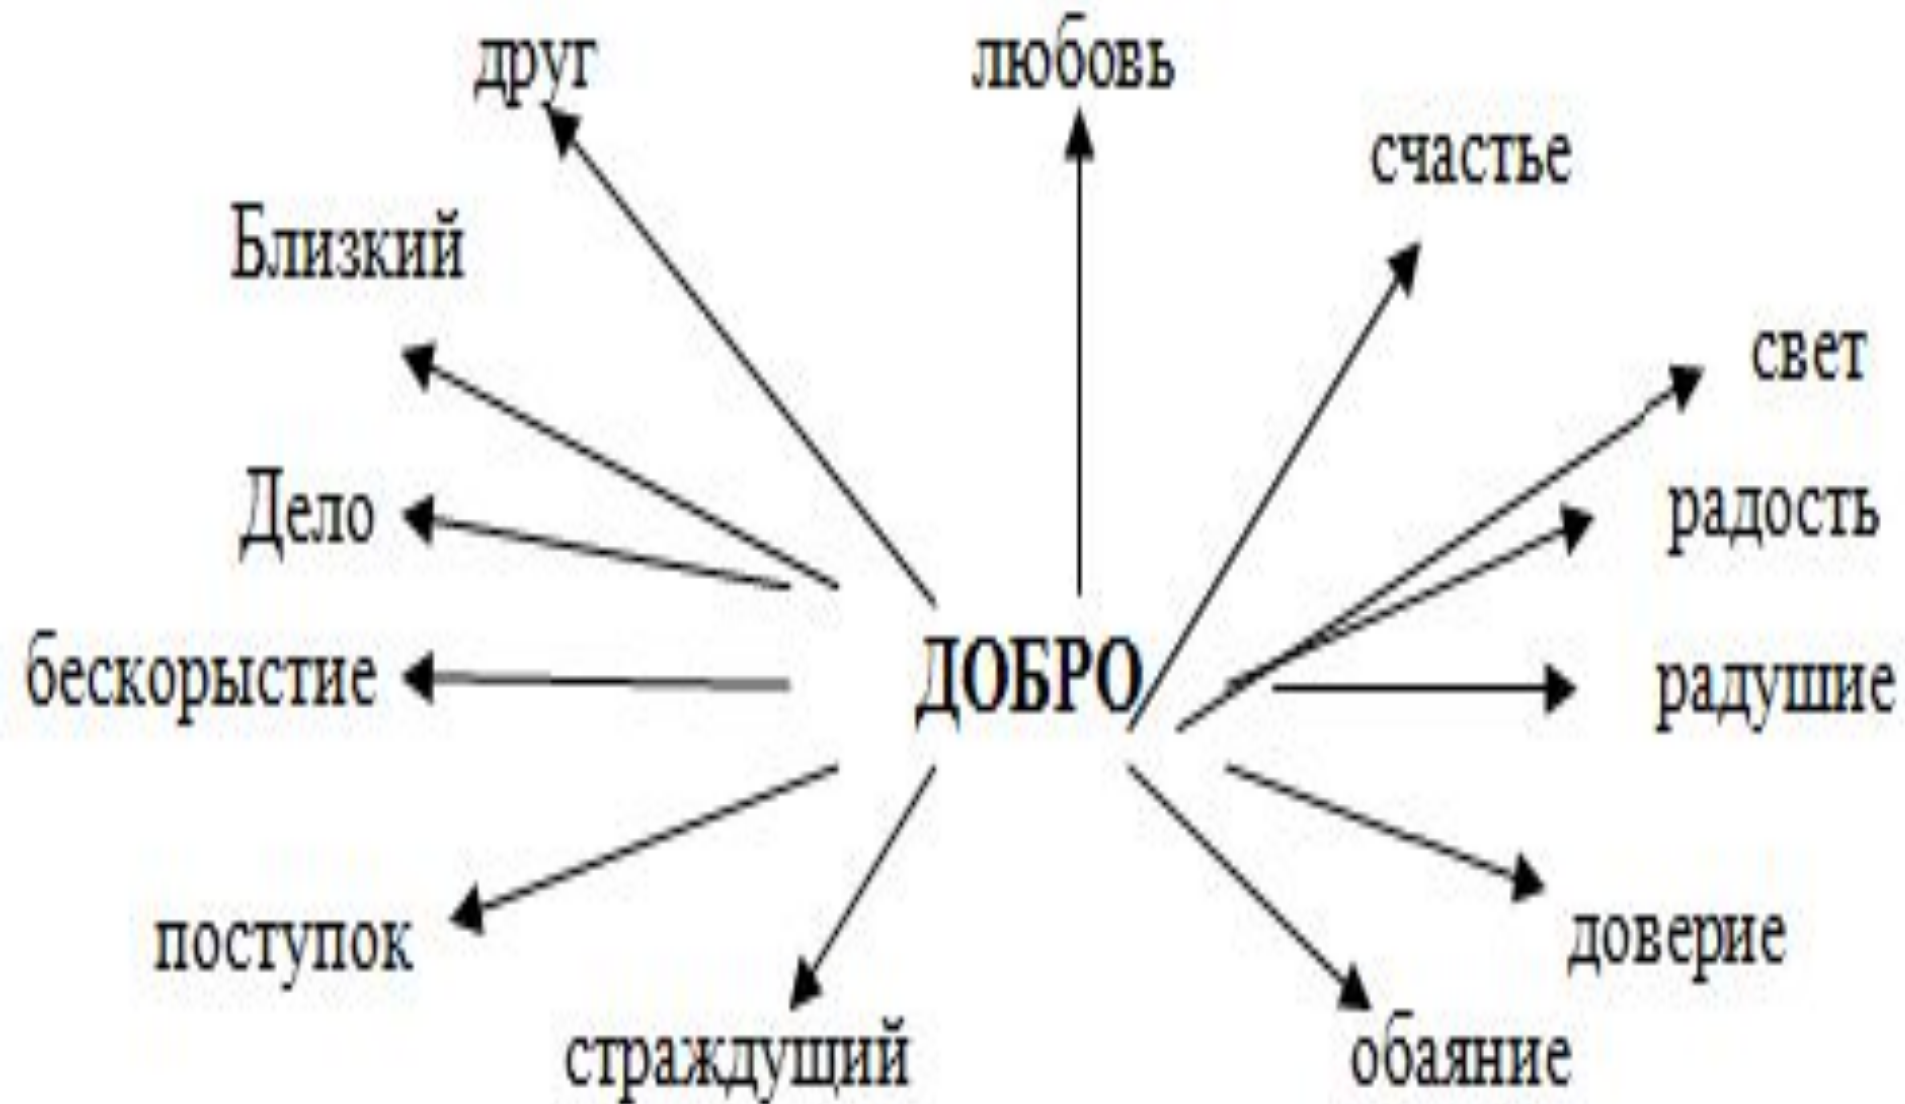 друг
любовь
счастье
Близкий
свет
Дело
радость
бескорыстие
ДОБРО
радушие
поступок
доверие
страждущий
обаяние